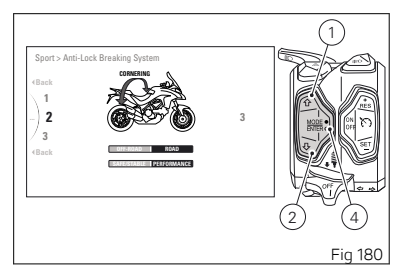 Sport > Anti-Lock Breaking System
CORNERING
Back
1
2
3
Back
3
OFF-ROAD ROAD
SAFE/STABLE PERFORMANCE
1
RES
ON
OFF
SET
MODE
ENTER
OFF
2
4
Fig 180